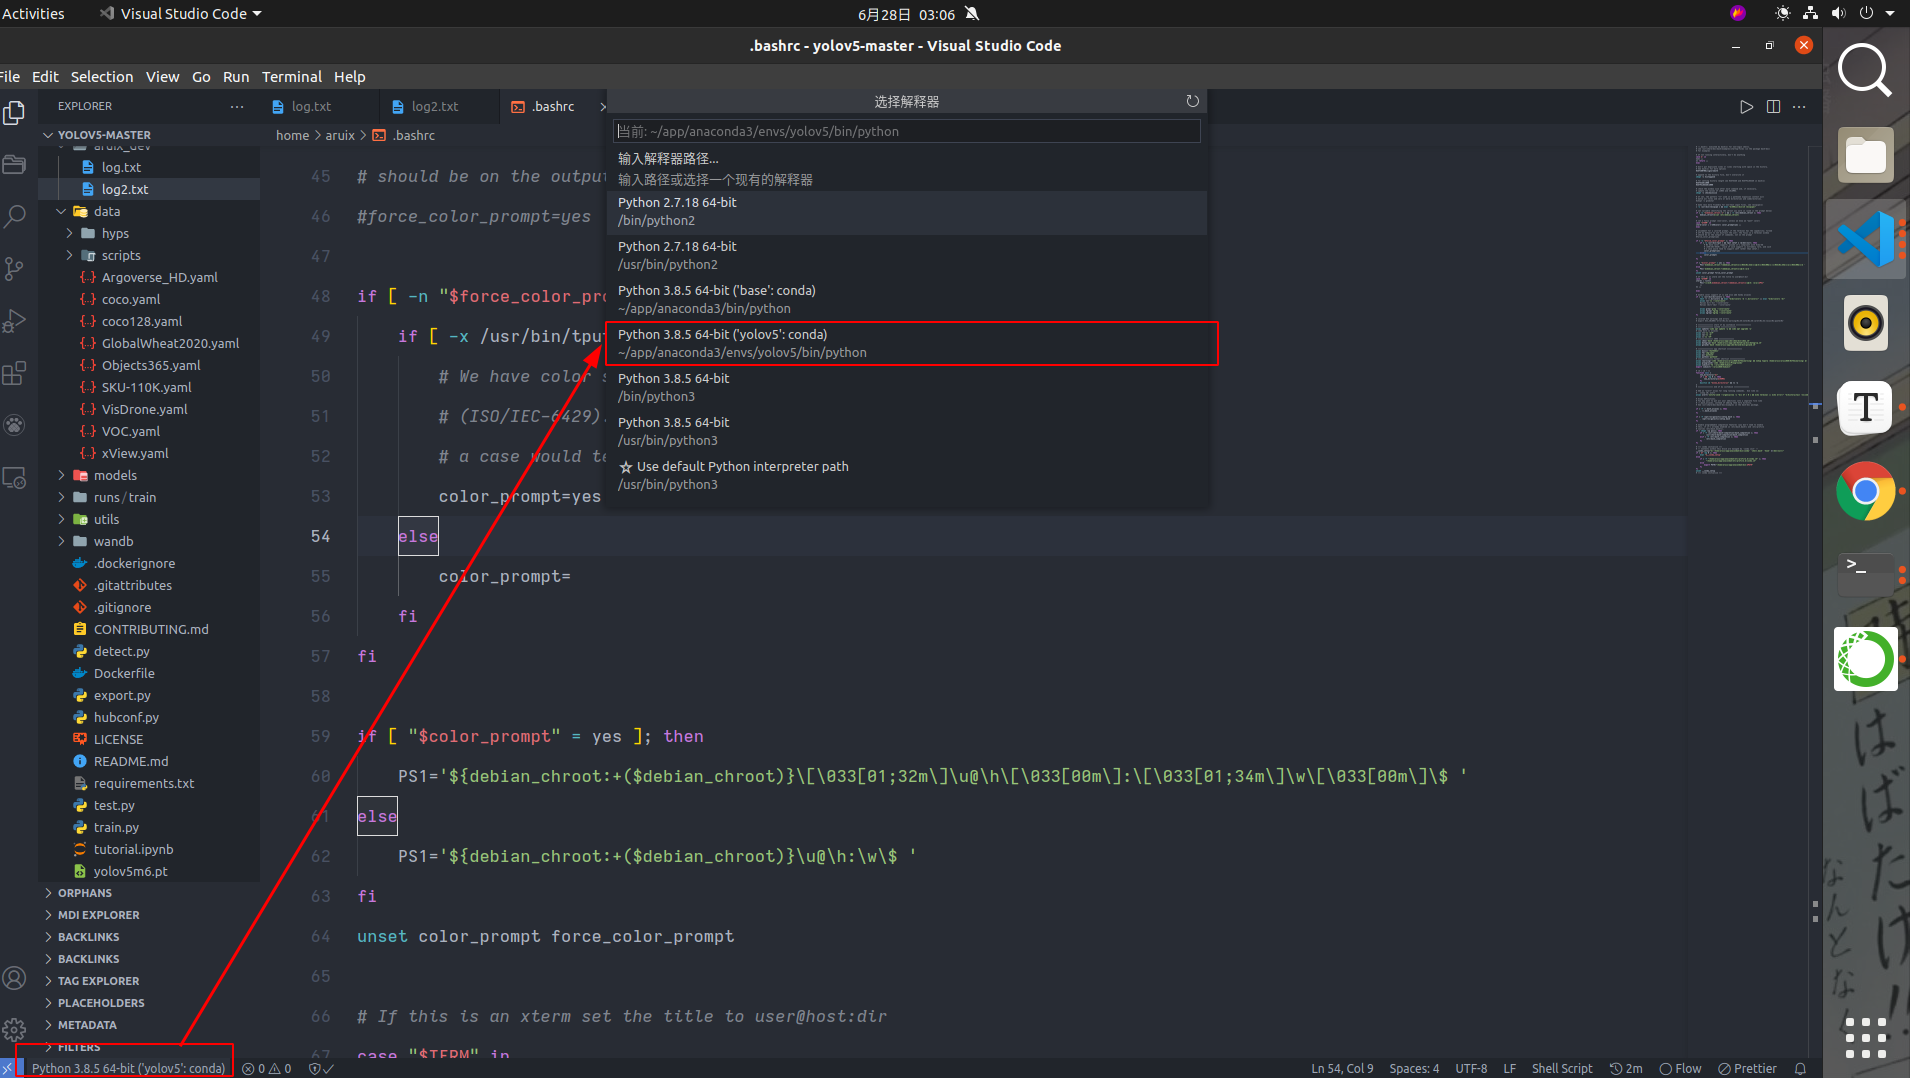 Activities
Visual Studio Code
6月28日 03:06
.bashrc - yolov5-master - Visual Studio Code
File Edit Selection View Go Run Terminal Help
EXPLORER
log.txt
log2.txt
.bashrc
选择解释器
YOLOV5-MASTER
home > aruix > .bashrc
当前: ~/app/anaconda3/envs/yolov5/bin/python
输入解释器路径...
输入路径或选择一个现有的解释器
Python 2.7.18 64-bit
/bin/python2
Python 2.7.18 64-bit
/usr/bin/python2
Python 3.8.5 64-bit ('base': conda)
~/app/anaconda3/bin/python
Python 3.8.5 64-bit ('yolov5': conda)
~/app/anaconda3/envs/yolov5/bin/python
Python 3.8.5 64-bit
/bin/python3
Python 3.8.5 64-bit
/usr/bin/python3
Use default Python interpreter path
/usr/bin/python3
aruix_dev
log.txt
log2.txt
data
hyps
scripts
Argoverse_HD.yaml
coco.yaml
coco128.yaml
GlobalWheat2020.yaml
Objects365.yaml
SKU-110K.yaml
VisDrone.yaml
VOC.yaml
xView.yaml
models
runs / train
utils
wandb
.dockerignore
.gitattributes
.gitignore
CONTRIBUTING.md
detect.py
Dockerfile
export.py
hubconf.py
LICENSE
README.md
requirements.txt
test.py
train.py
tutorial.ipynb
yolov5m6.pt
ORPHANS
MDI EXPLORER
BACKLINKS
BACKLINKS
TAG EXPLORER
PLACEHOLDERS
METADATA
FILTERS
45 # should be on the output
46 #force_color_prompt=yes
47
48 if [ -n "$force_color_pro
49 if [ -x /usr/bin/tput
50 # We have color s
51 # (ISO/IEC-6429).
52 # a case would te
53 color_prompt=yes
54 else
55 color_prompt=
56 fi
57 fi
58
59 if [ "$color_prompt" = yes ]; then
60 PS1='${debian_chroot:+($debian_chroot)}\[\033[01;32m\]\u@\h\[\033[00m\]:\[\033[01;34m\]\w\[\033[00m\]\$ '
61 else
62 PS1='${debian_chroot:+($debian_chroot)}\u@\h:\w\$ '
63 fi
64 unset color_prompt force_color_prompt
65
66 # If this is an xterm set the title to user@host:dir
67 case "$TERM" in
Python 3.8.5 64-bit ('yolov5': conda)
0 0
Ln 54, Col 9
Spaces: 4
UTF-8
LF
Shell Script
2m
Flow
Prettier
T
>_
はばたけ
なんとな